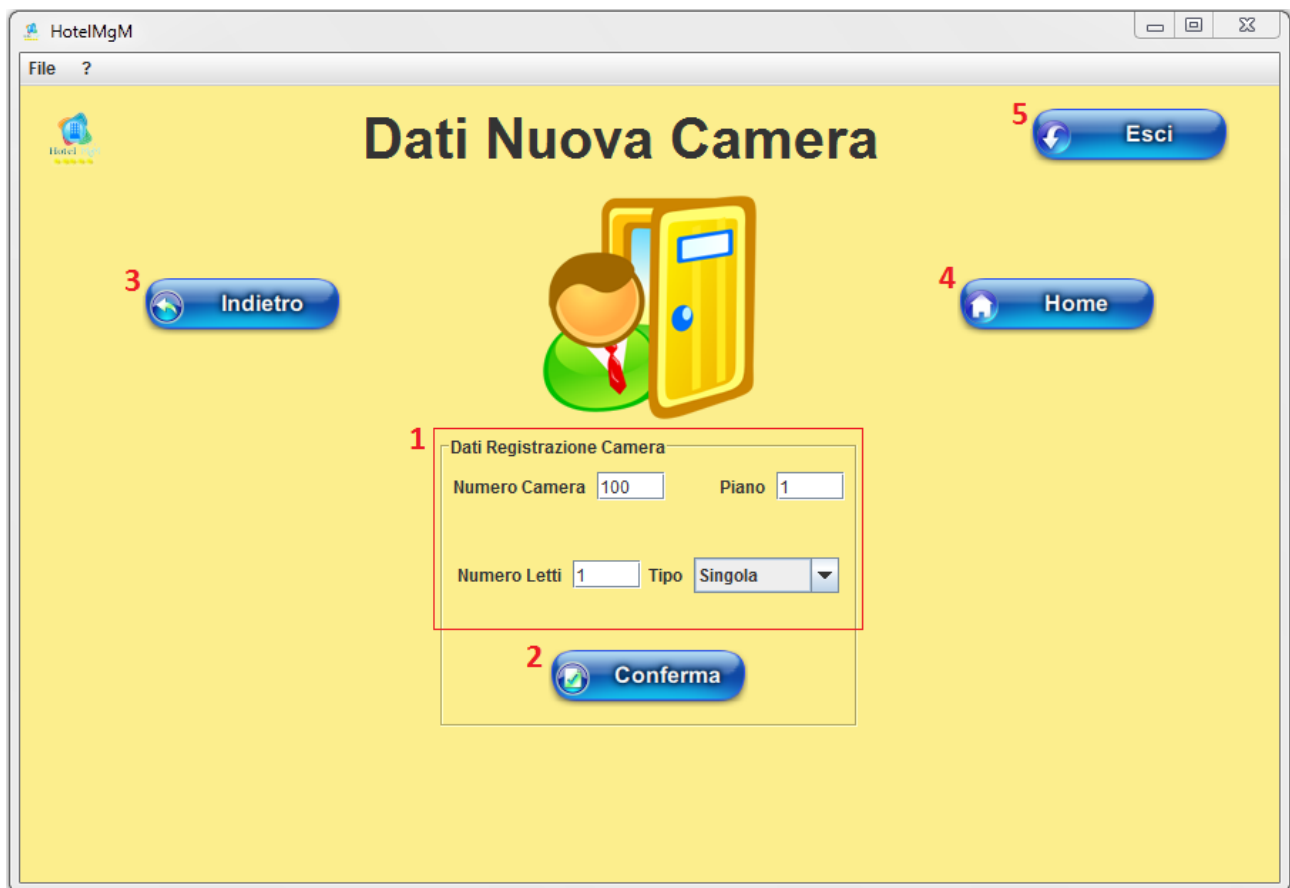 HotelMgM
File ?
Hotel
Dati Nuova Camera
5 Esci
3 Indietro
4 Home
1 Dati Registrazione Camera
Numero Camera 100 Piano 1
Numero Letti 1 Tipo Singola
2 Conferma